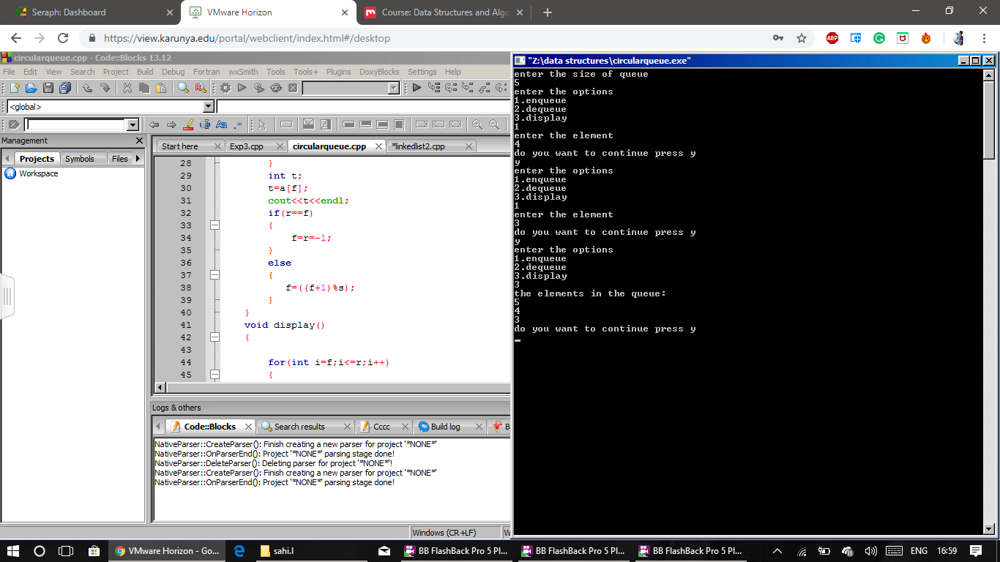 Seraph: Dashboard
VMware Horizon
Course: Data Structures and Algo
https://view.karunya.edu/portal/webclient/index.html#/desktop
ABP
circularqueue.cpp - Code::Blocks 13.12
File Edit View Search Project Build Debug Fortran wxSmith Tools Tools+ Plugins DoxyBlocks Settings Help
<global>
Management
Projects Symbols Files
Workspace
Start here Exp3.cpp circularqueue.cpp *linkedlist2.cpp
28 }
29 int t;
30 t=a[f];
31 cout<<t<<endl;
32 if(r==f)
33 {
34 f=r=-1;
35 }
36 else
37 {
38 f=((f+1)%s);
39 }
40 }
41 void display()
42 {
43
44 for(int i=f;i<=r;i++)
45 {
Logs & others
Code::Blocks Search results Cccc Build log B
NativeParser::CreateParser(): Finish creating a new parser for project '*NONE*'
NativeParser::OnParserEnd(): Project '*NONE*' parsing stage done!
NativeParser::DeleteParser(): Deleting parser for project '*NONE*'!
NativeParser::CreateParser(): Finish creating a new parser for project '*NONE*'
NativeParser::OnParserEnd(): Project '*NONE*' parsing stage done!
Windows (CR+LF) W
"Z:\data structures\circularqueue.exe"
enter the size of queue
5
enter the options
1.enqueue
2.dequeue
3.display
1
enter the element
4
do you want to continue press y
y
enter the options
1.enqueue
2.dequeue
3.display
1
enter the element
3
do you want to continue press y
y
enter the options
1.enqueue
2.dequeue
3.display
3
the elements in the queue:
5
4
3
do you want to continue press y
VMware Horizon - Go...
sahi.l
BB FlashBack Pro 5 Pl...
BB FlashBack Pro 5 Pl...
BB FlashBack Pro 5 Pl...
ENG
16:59